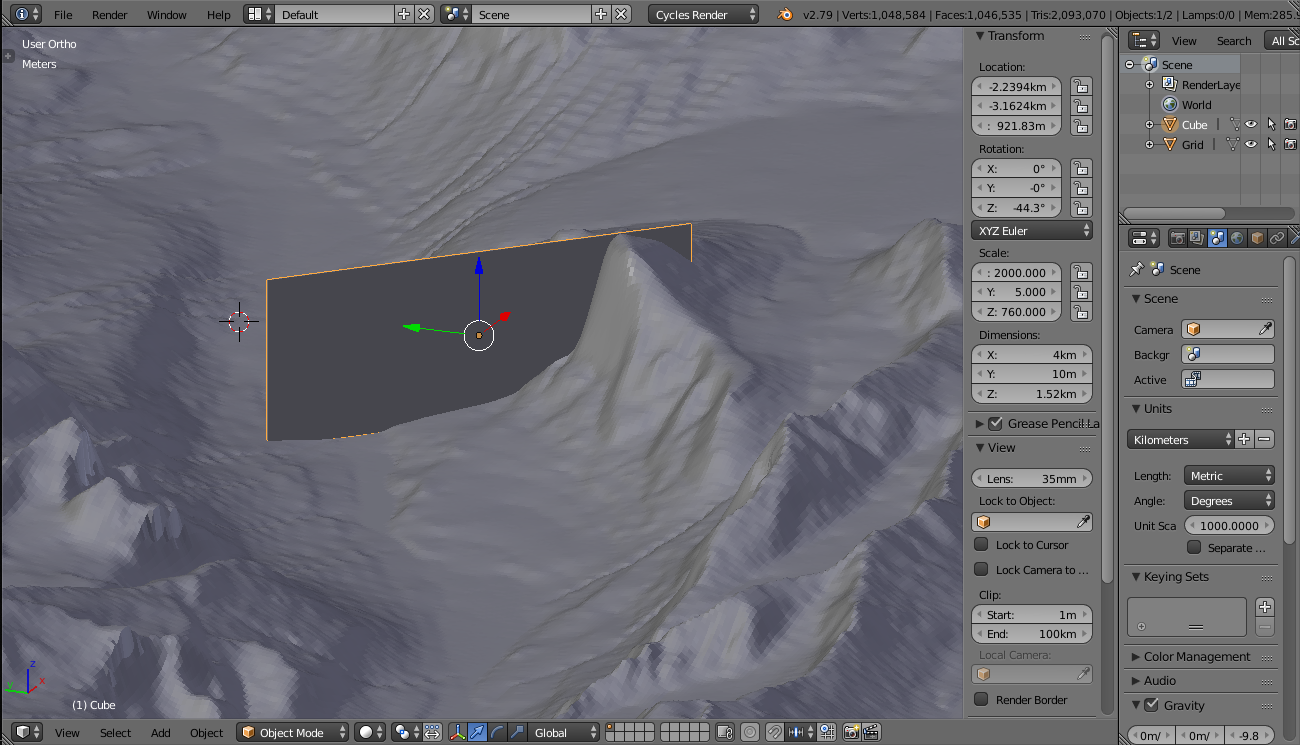 File Render Window Help Default Scene Cycles Render v2.79 | Verts:1,048,584 | Faces:1,046,535 | Tris:2,093,070 | Objects:1/2 | Lamps:0/0 | Mem:285.
User Ortho
Meters
Transform
Location:
-2.2394km
-3.1624km
: 921.83m
Rotation:
X: 0°
Y: -0°
Z: -44.3°
XYZ Euler
Scale:
: 2000.000
Y: 5.000
Z: 760.000
Dimensions:
X: 4km
Y: 10m
Z: 1.52km
Grease Pencil La
View
Lens: 35mm
Lock to Object:
Lock to Cursor
Lock Camera to ...
Clip:
Start: 1m
End: 100km
Local Camera:
Render Border
View Search All Sc
Scene
RenderLaye
World
Cube
Grid
Scene
Scene
Camera
Backgr
Active
Units
Kilometers
Length: Metric
Angle: Degrees
Unit Sca 1000.0000
Separate ...
Keying Sets
Color Management
Audio
Gravity
0m/ 0m/ -9.8
z
y
x
(1) Cube
View Select Add Object Object Mode Global